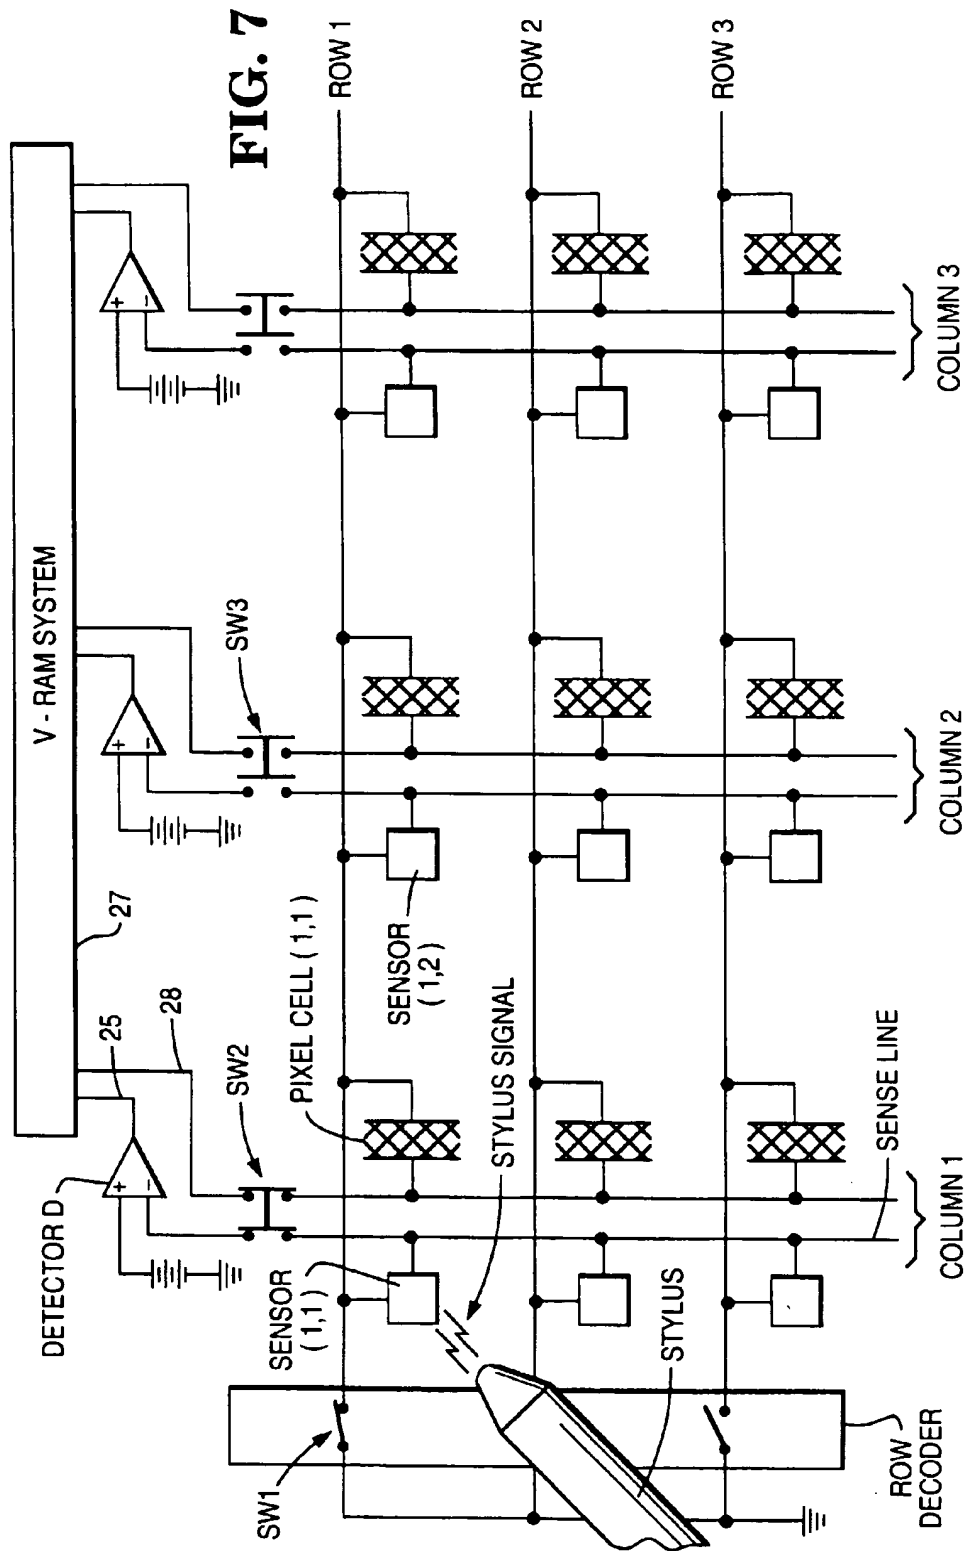 FIG. 7
V - RAM SYSTEM
27
25
28
DETECTOR D
+
−
+
−
+
−
SW2
SW3
SENSOR
(1,1)
PIXEL CELL (1,1)
SENSOR
(1,2)
STYLUS SIGNAL
SW1
STYLUS
ROW
DECODER
SENSE LINE
ROW 1
ROW 2
ROW 3
COLUMN 1
COLUMN 2
COLUMN 3